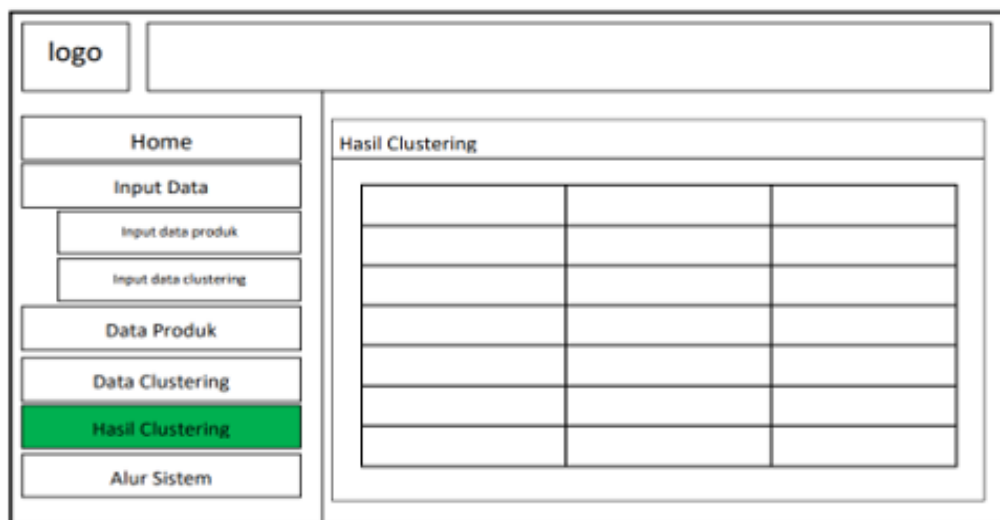 logo
Home
Input Data
Input data produk
Input data clustering
Data Produk
Data Clustering
Hasil Clustering
Alur Sistem
Hasil Clustering